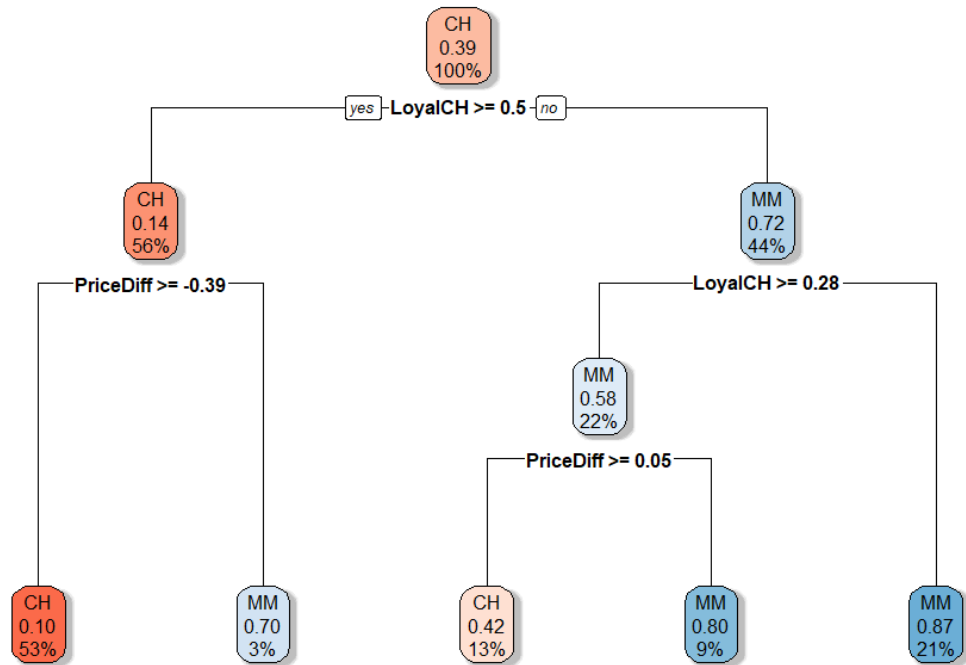 CH
0.39
100%
yes LoyalCH >= 0.5 no
CH
0.14
56%
MM
0.72
44%
PriceDiff >= -0.39
LoyalCH >= 0.28
MM
0.58
22%
PriceDiff >= 0.05
CH
0.10
53%
MM
0.70
3%
CH
0.42
13%
MM
0.80
9%
MM
0.87
21%